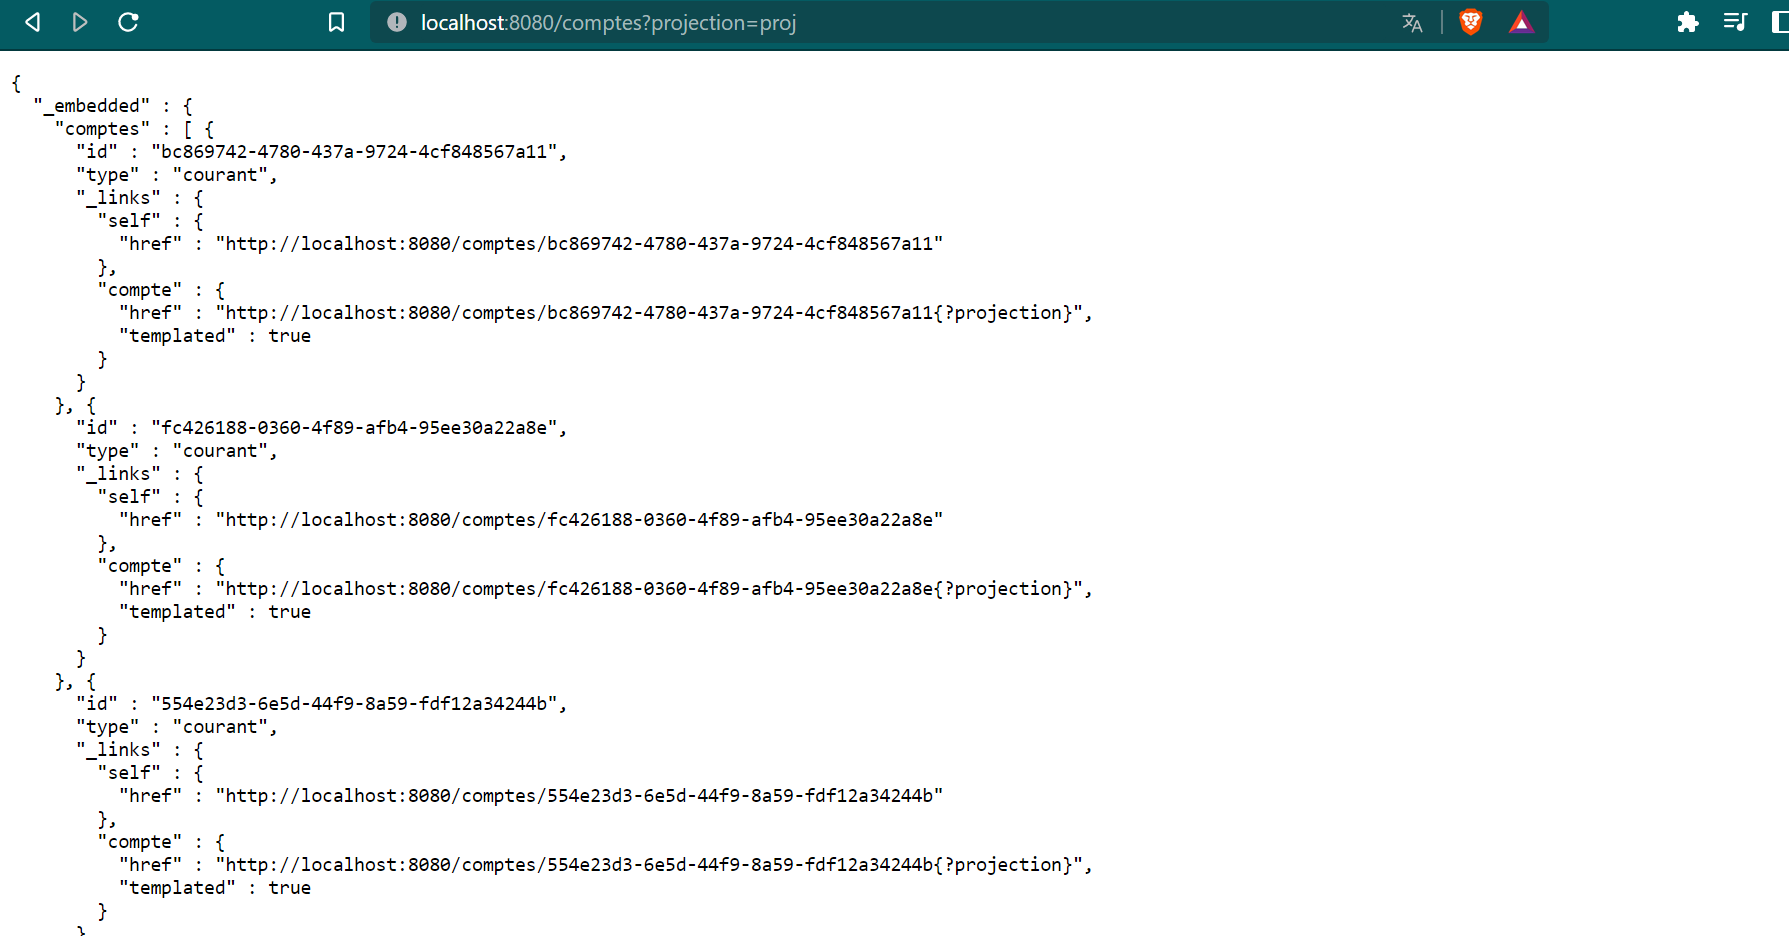 localhost:8080/comptes?projection=proj
{
  "_embedded" : {
    "comptes" : [ {
      "id" : "bc869742-4780-437a-9724-4cf848567a11",
      "type" : "courant",
      "_links" : {
        "self" : {
          "href" : "http://localhost:8080/comptes/bc869742-4780-437a-9724-4cf848567a11"
        },
        "compte" : {
          "href" : "http://localhost:8080/comptes/bc869742-4780-437a-9724-4cf848567a11{?projection}",
          "templated" : true
        }
      }
    }, {
      "id" : "fc426188-0360-4f89-afb4-95ee30a22a8e",
      "type" : "courant",
      "_links" : {
        "self" : {
          "href" : "http://localhost:8080/comptes/fc426188-0360-4f89-afb4-95ee30a22a8e"
        },
        "compte" : {
          "href" : "http://localhost:8080/comptes/fc426188-0360-4f89-afb4-95ee30a22a8e{?projection}",
          "templated" : true
        }
      }
    }, {
      "id" : "554e23d3-6e5d-44f9-8a59-fdf12a34244b",
      "type" : "courant",
      "_links" : {
        "self" : {
          "href" : "http://localhost:8080/comptes/554e23d3-6e5d-44f9-8a59-fdf12a34244b"
        },
        "compte" : {
          "href" : "http://localhost:8080/comptes/554e23d3-6e5d-44f9-8a59-fdf12a34244b{?projection}",
          "templated" : true
        }
      }